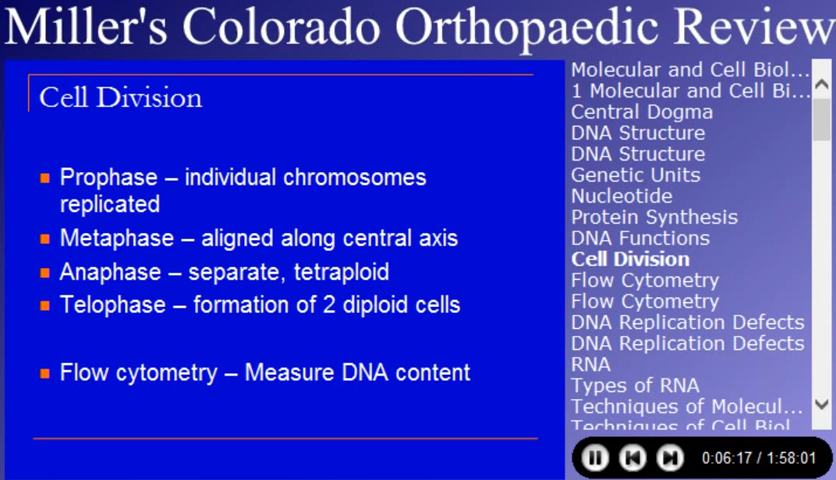 Miller's Colorado Orthopaedic Review
Cell Division
Prophase – individual chromosomes
replicated
Metaphase – aligned along central axis
Anaphase – separate, tetraploid
Telophase – formation of 2 diploid cells
Flow cytometry – Measure DNA content
Molecular and Cell Biol...
1 Molecular and Cell Bi...
Central Dogma
DNA Structure
DNA Structure
Genetic Units
Nucleotide
Protein Synthesis
DNA Functions
Cell Division
Flow Cytometry
Flow Cytometry
DNA Replication Defects
DNA Replication Defects
RNA
Types of RNA
Techniques of Molecul...
Techniques of Cell Biol...
0:06:17 / 1:58:01